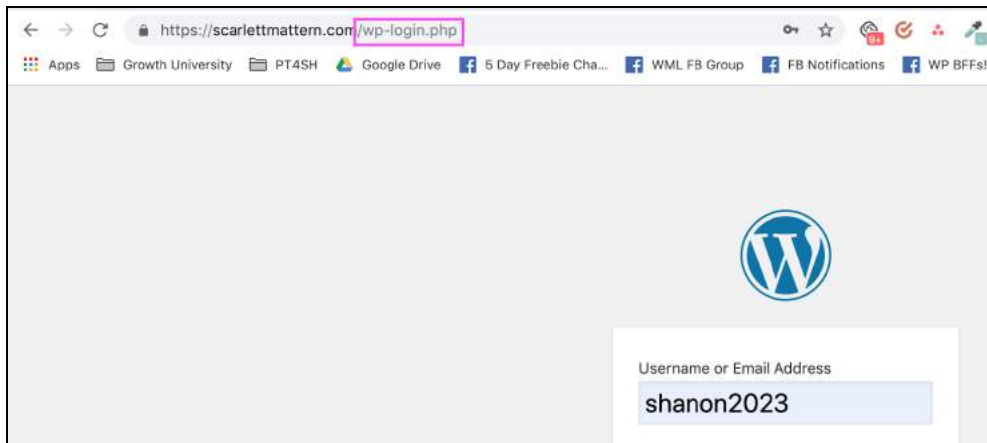 https://scarlettmattern.com/wp-login.php
9+
Apps Growth University PT4SH Google Drive 5 Day Freebie Cha... WML FB Group FB Notifications WP BFFs!
Username or Email Address
shanon2023